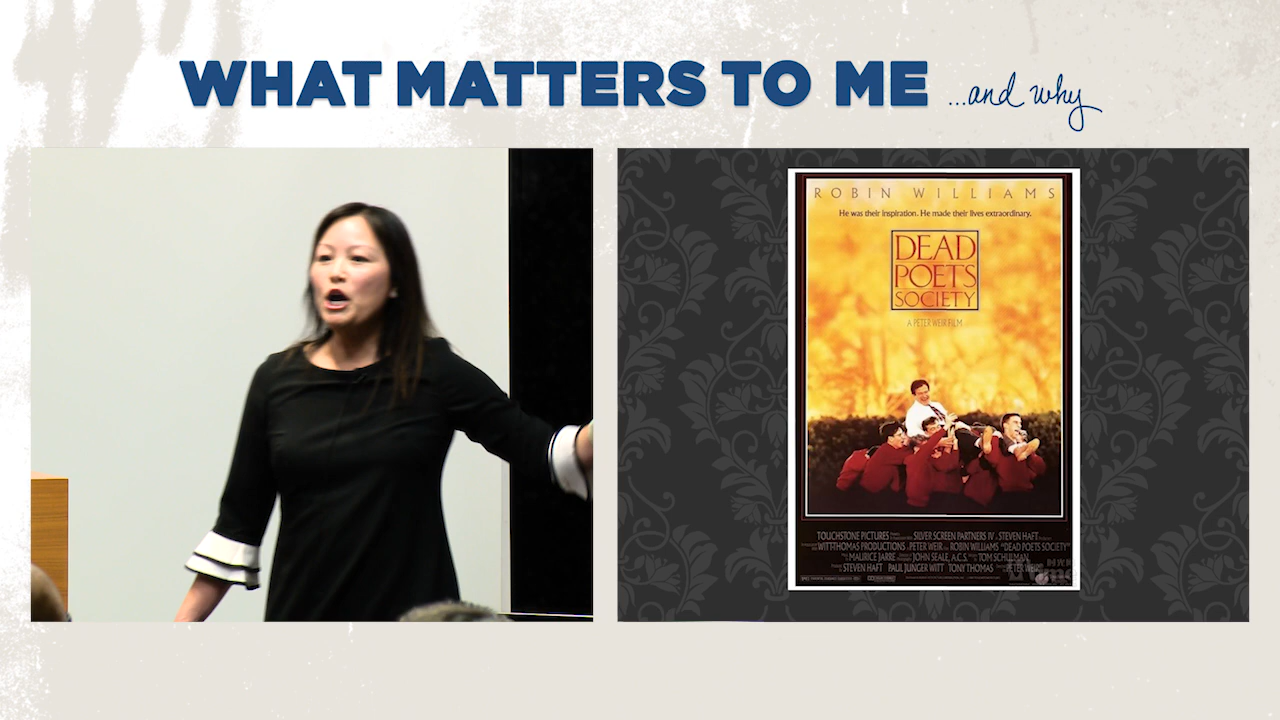 WHAT MATTERS TO ME ...and why
ROBIN WILLIAMS
He was their inspiration. He made their lives extraordinary.
DEAD
POETS
SOCIETY
A PETER WEIR FILM
TOUCHSTONE PICTURES SILVER SCREEN PARTNERS IV STEVEN HAFT
WITT-THOMAS PRODUCTIONS PETER WEIR ROBIN WILLIAMS "DEAD POETS SOCIETY"
MAURICE JARRE JOHN SEALE, A.C.S. TOM SCHULMAN
STEVEN HAFT PAUL JUNGER WITT TONY THOMAS PETER WEIR